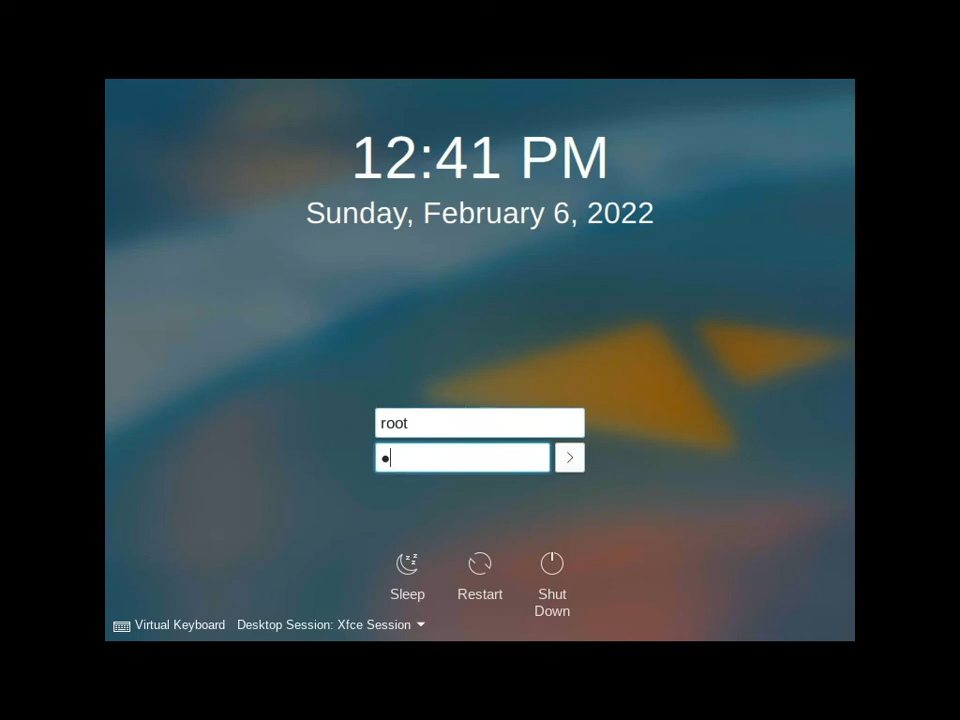 12:41 PM
Sunday, February 6, 2022
root
●
Sleep Restart Shut
Down
Virtual Keyboard Desktop Session: Xfce Session